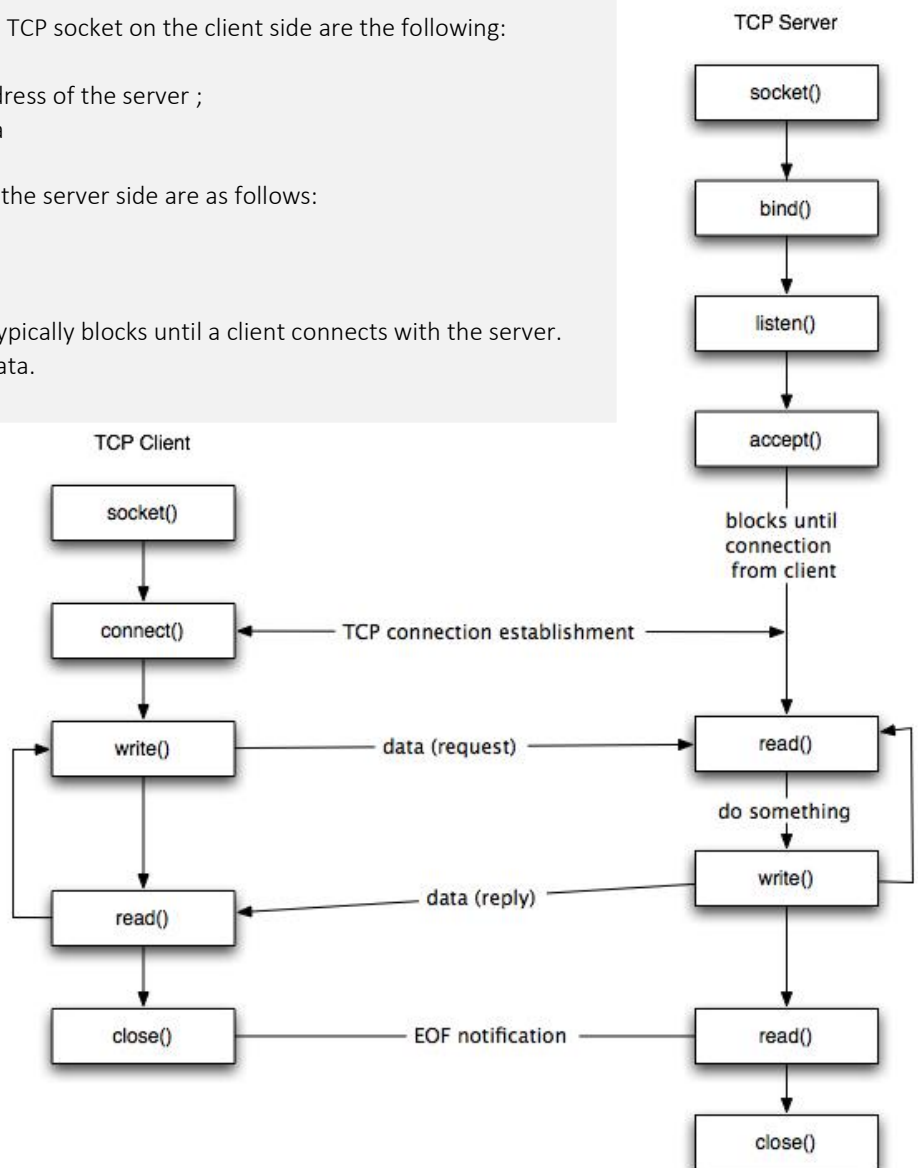 TCP socket on the client side are the following:
dress of the server ;
the server side are as follows:
ypically blocks until a client connects with the server.
ata.
TCP Server
socket()
bind()
listen()
accept()
blocks until
connection
from client
TCP Client
socket()
connect()
TCP connection establishment
write()
data (request)
read()
do something
write()
data (reply)
read()
close()
EOF notification
read()
close()